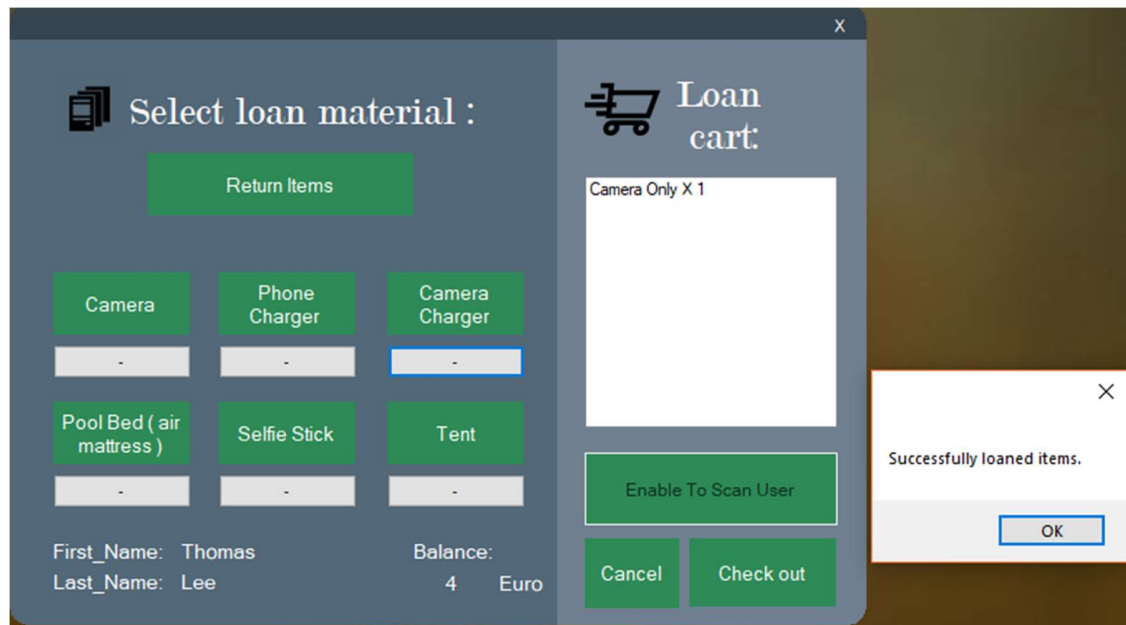 X
Select loan material :
Return Items
Camera
Phone
Charger
Camera
Charger
-
-
-
Pool Bed ( air
mattress )
Selfie Stick
Tent
-
-
-
First_Name: Thomas
Last_Name: Lee
Balance:
4 Euro
Loan
cart:
Camera Only X 1
Enable To Scan User
Cancel
Check out
Successfully loaned items.
OK